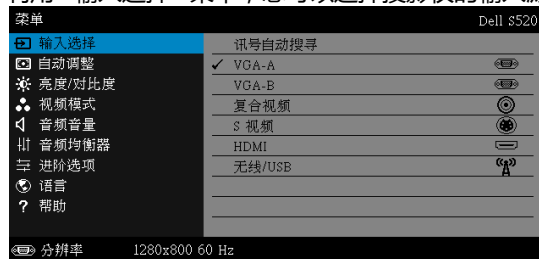 菜单 Dell S520
输入选择 讯号自动搜寻
自动调整 ✓ VGA-A
亮度/对比度 VGA-B
视频模式 复合视频
音频音量 S 视频
音频均衡器 HDMI
进阶选项 无线/USB
语言
帮助
分辨率 1280x800 60 Hz